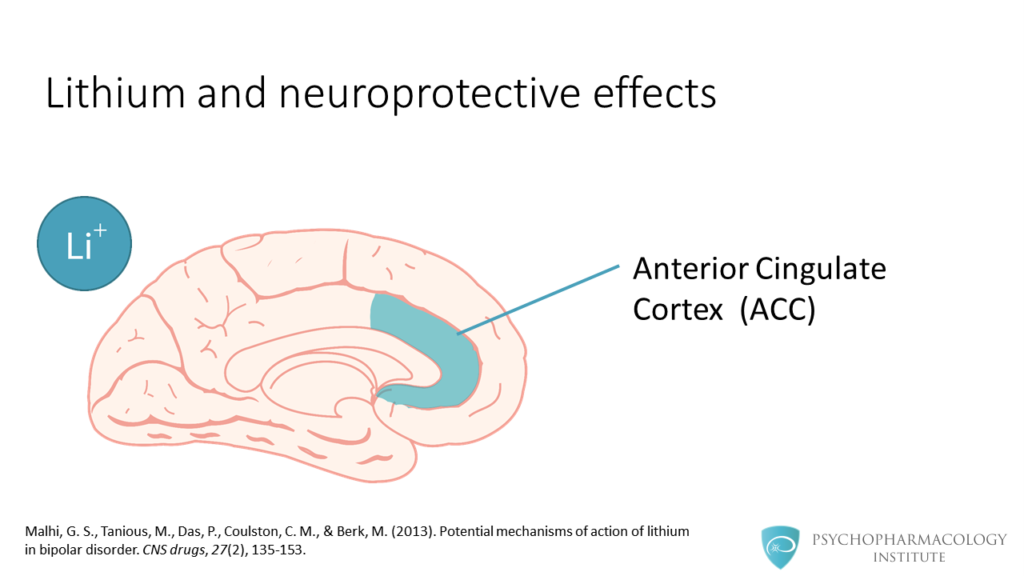 Lithium and neuroprotective effects
Li⁺
Anterior Cingulate
Cortex (ACC)
Malhi, G. S., Tanious, M., Das, P., Coulston, C. M., & Berk, M. (2013). Potential mechanisms of action of lithium
in bipolar disorder. CNS drugs, 27(2), 135-153.
PSYCHOPHARMACOLOGY
INSTITUTE